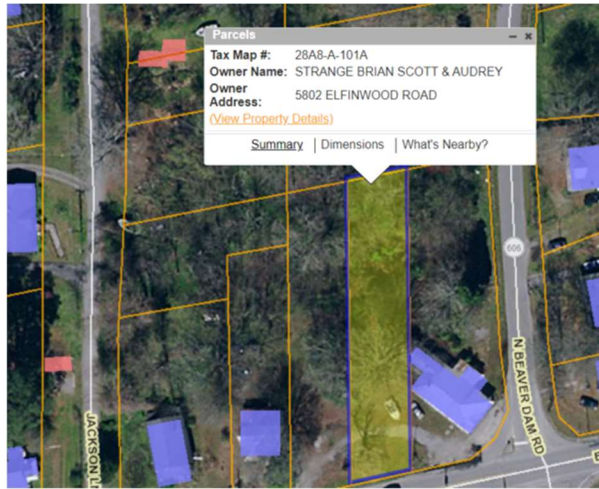 Parcels
Tax Map #: 28A8-A-101A
Owner Name: STRANGE BRIAN SCOTT & AUDREY
Owner Address: 5802 ELFINWOOD ROAD
(View Property Details)
Summary | Dimensions | What's Nearby?
606
N BEAVER DAM RD
JACKSON LN
E